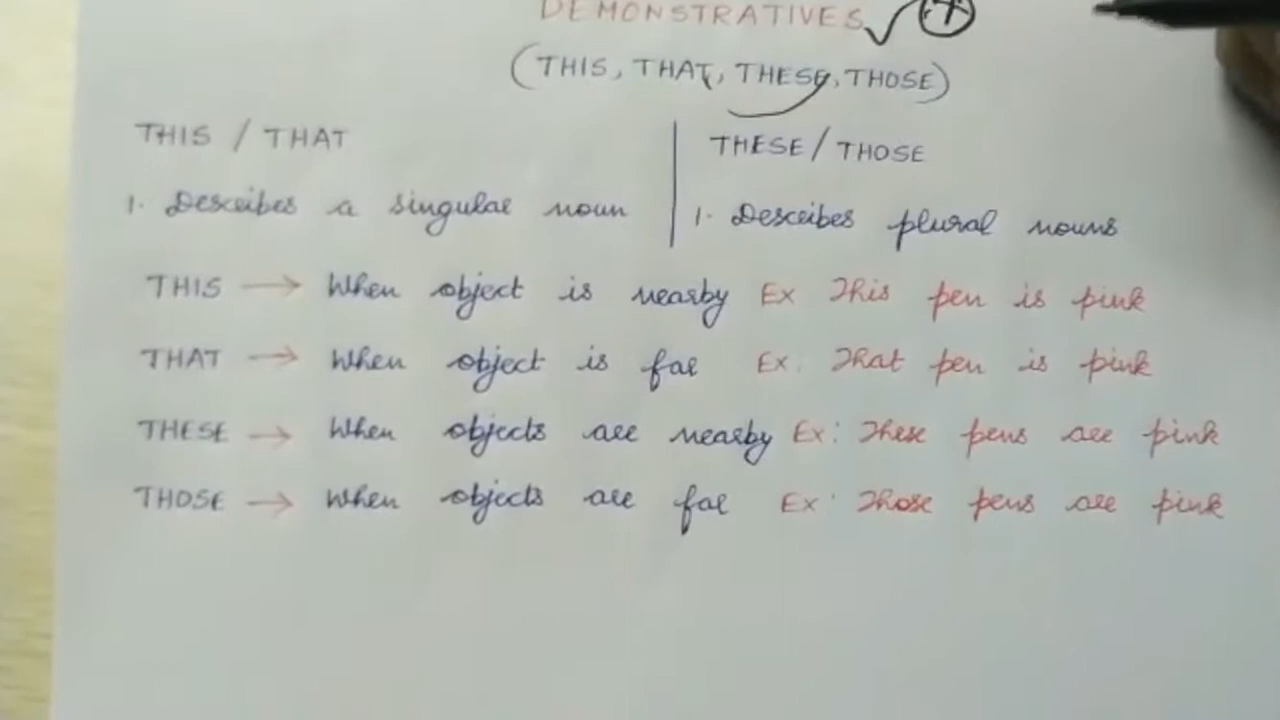 DEMONSTRATIVES 4
(THIS, THAT, THESE, THOSE)
THIS / THAT
1. Describes a singular noun
THESE / THOSE
1. Describes plural nouns
THIS → When object is nearby Ex This pen is pink
THAT → When object is far Ex: That pen is pink
THESE → When objects are nearby Ex: These pens are pink
THOSE → When objects are far Ex: Those pens are pink